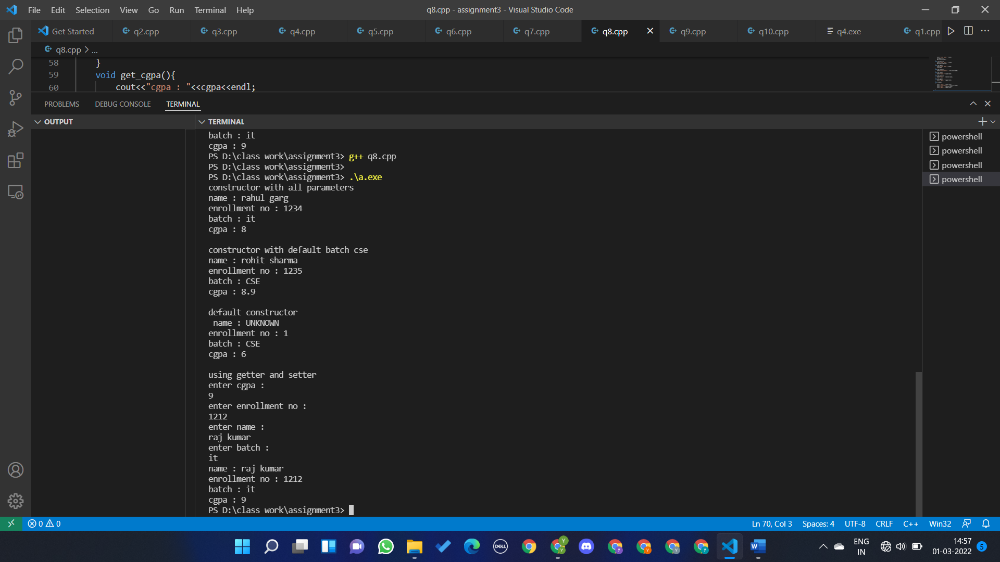 File Edit Selection View Go Run Terminal Help
q8.cpp - assignment3 - Visual Studio Code
Get Started q2.cpp q3.cpp q4.cpp q5.cpp q6.cpp q7.cpp q8.cpp q9.cpp q10.cpp q4.exe q1.cpp
q8.cpp > ...
58 }
59 void get_cgpa(){
60 cout<<"cgpa : "<<cgpa<<endl;
PROBLEMS DEBUG CONSOLE TERMINAL
OUTPUT
TERMINAL
batch : it
cgpa : 9
PS D:\class work\assignment3> g++ q8.cpp
PS D:\class work\assignment3>
PS D:\class work\assignment3> .\a.exe
constructor with all parameters
name : rahul garg
enrollment no : 1234
batch : it
cgpa : 8
constructor with default batch cse
name : rohit sharma
enrollment no : 1235
batch : CSE
cgpa : 8.9
default constructor
name : UNKNOWN
enrollment no : 1
batch : CSE
cgpa : 6
using getter and setter
enter cgpa :
9
enter enrollment no :
1212
enter name :
raj kumar
enter batch :
it
name : raj kumar
enrollment no : 1212
batch : it
cgpa : 9
PS D:\class work\assignment3>
powershell
powershell
powershell
powershell
0 0
Ln 70, Col 3 Spaces: 4 UTF-8 CRLF C++ Win32
DELL
ENG
IN
14:57
01-03-2022
5